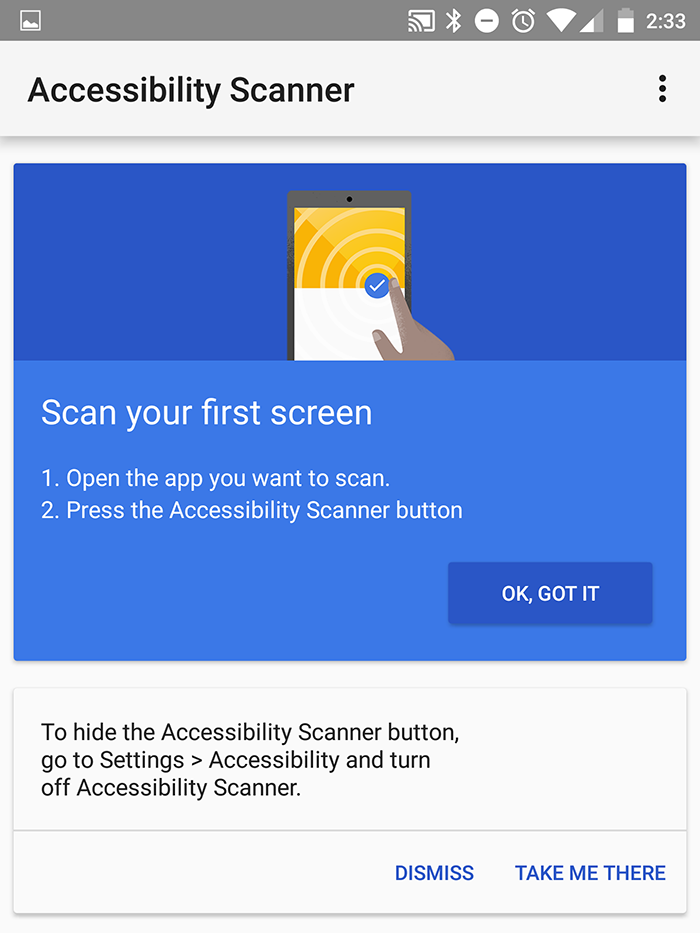 2:33
Accessibility Scanner
Scan your first screen
1. Open the app you want to scan.
2. Press the Accessibility Scanner button
OK, GOT IT
To hide the Accessibility Scanner button,
go to Settings > Accessibility and turn
off Accessibility Scanner.
DISMISS TAKE ME THERE